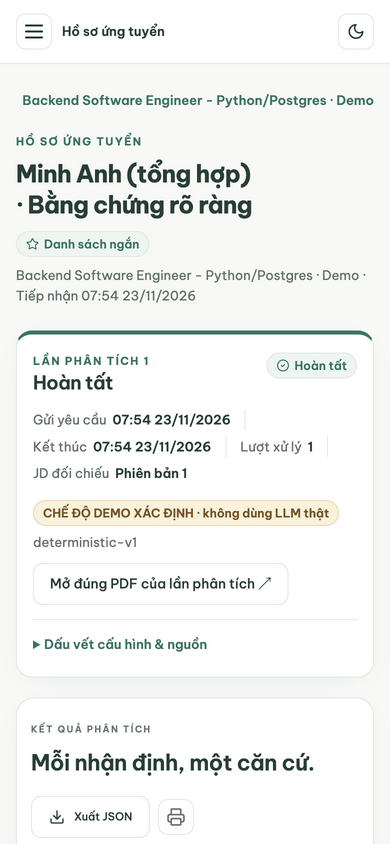 Hồ sơ ứng tuyển
Backend Software Engineer - Python/Postgres · Demo
HỒ SƠ ỨNG TUYỂN
Minh Anh (tổng hợp)
· Bằng chứng rõ ràng
Danh sách ngắn
Backend Software Engineer - Python/Postgres · Demo ·
Tiếp nhận 07:54 23/11/2026
LẦN PHÂN TÍCH 1
Hoàn tất
Hoàn tất
Gửi yêu cầu 07:54 23/11/2026
Kết thúc 07:54 23/11/2026 Lượt xử lý 1
JD đối chiếu Phiên bản 1
CHẾ ĐỘ DEMO XÁC ĐỊNH · không dùng LLM thật
deterministic-v1
Mở đúng PDF của lần phân tích ↗
▶ Dấu vết cấu hình & nguồn
KẾT QUẢ PHÂN TÍCH
Mỗi nhận định, một căn cứ.
Xuất JSON